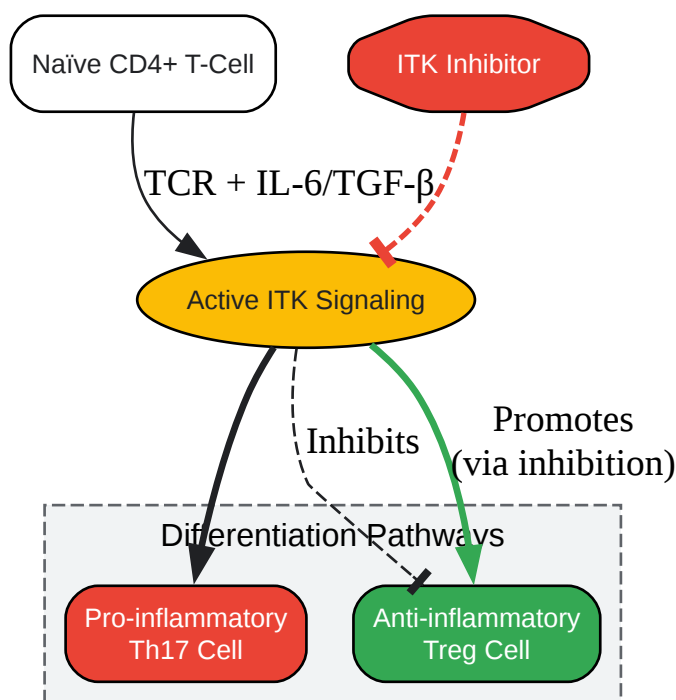 Naïve CD4+ T-Cell
ITK Inhibitor
TCR + IL-6/TGF-β
Active ITK Signaling
Inhibits
Promotes
(via inhibition)
Differentiation Pathways
Pro-inflammatory
Th17 Cell
Anti-inflammatory
Treg Cell